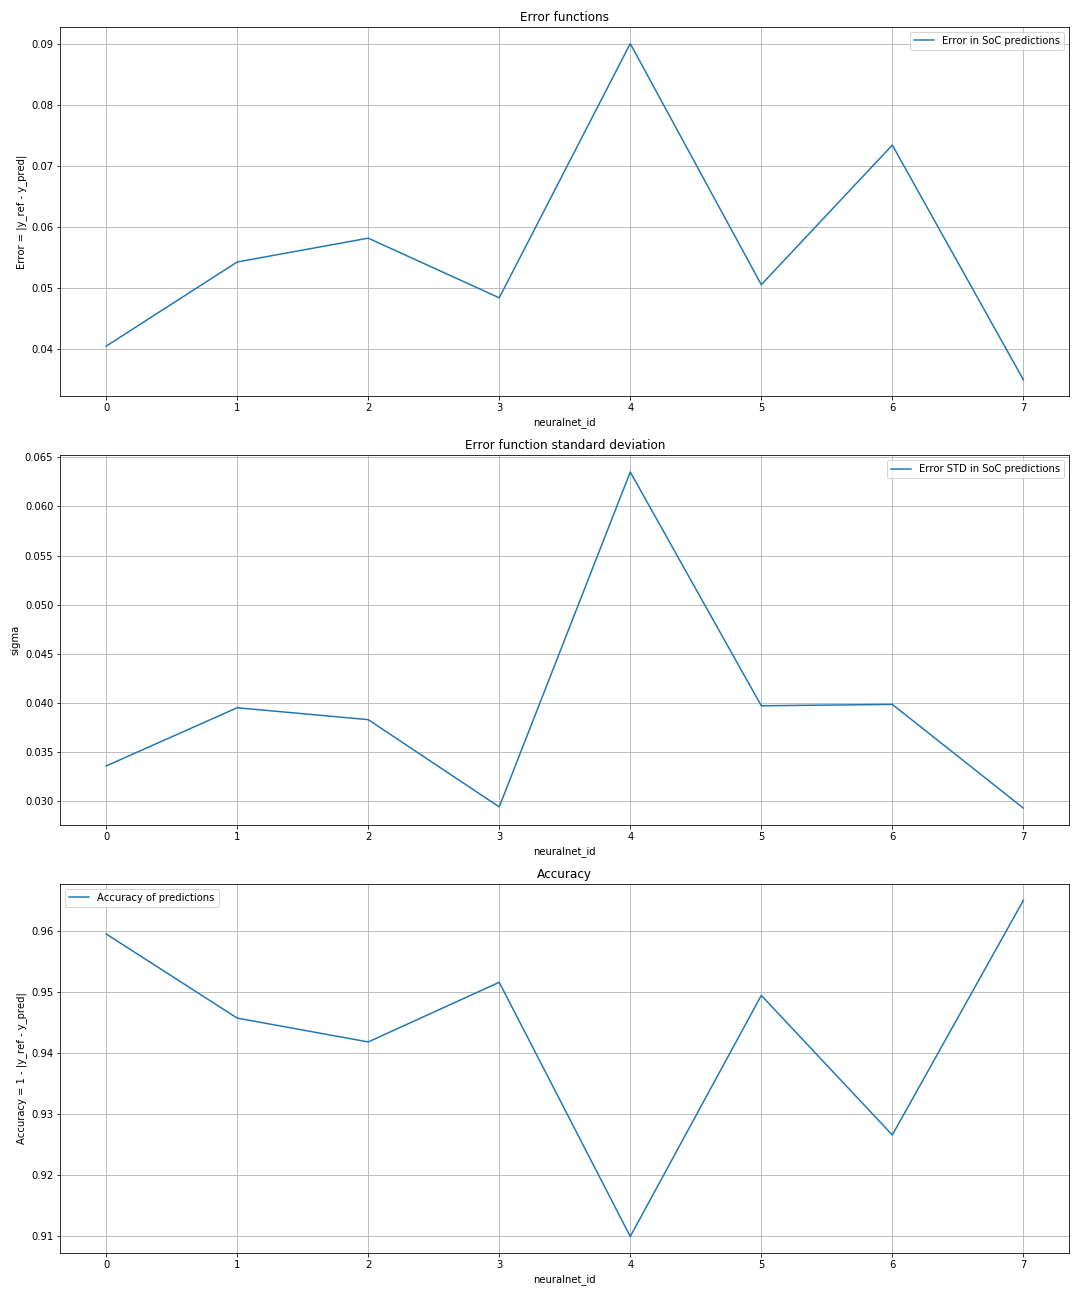 Error functions
Error in SoC predictions
Error = |y_ref - y_pred|
0.09
0.08
0.07
0.06
0.05
0.04
0 1 2 3 4 5 6 7
neuralnet_id
Error function standard deviation
Error STD in SoC predictions
sigma
0.065
0.060
0.055
0.050
0.045
0.040
0.035
0.030
0 1 2 3 4 5 6 7
neuralnet_id
Accuracy
Accuracy of predictions
Accuracy = 1 - |y_ref - y_pred|
0.96
0.95
0.94
0.93
0.92
0.91
0 1 2 3 4 5 6 7
neuralnet_id